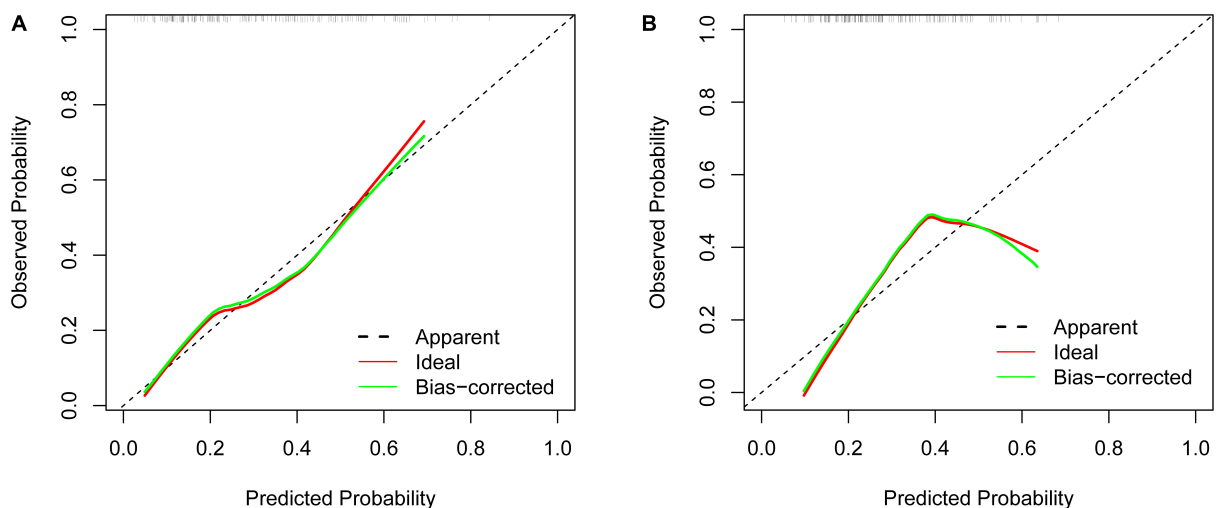 A
Observed Probability
1.0
0.8
0.6
0.4
0.2
0.0
Apparent
Ideal
Bias−corrected
0.0 0.2 0.4 0.6 0.8 1.0
Predicted Probability
B
Observed Probability
1.0
0.8
0.6
0.4
0.2
0.0
Apparent
Ideal
Bias−corrected
0.0 0.2 0.4 0.6 0.8 1.0
Predicted Probability